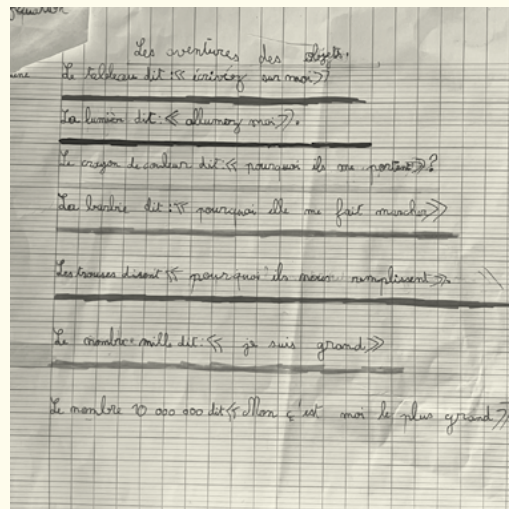 Les aventures des objets.
une
Le tableau dit : « écrivez sur moi »
La lumière dit : « allumez moi ».
Le crayon de couleur dit : « pourquoi ils me portent » ?
La barbie dit : « pourquoi elle me fait marcher »
Les trousses disent « pourquoi ils remplissent ».
Le nombre mille dit : « je suis grand »
Le nombre 10 000 000 dit « Non ç'est moi le plus grand »